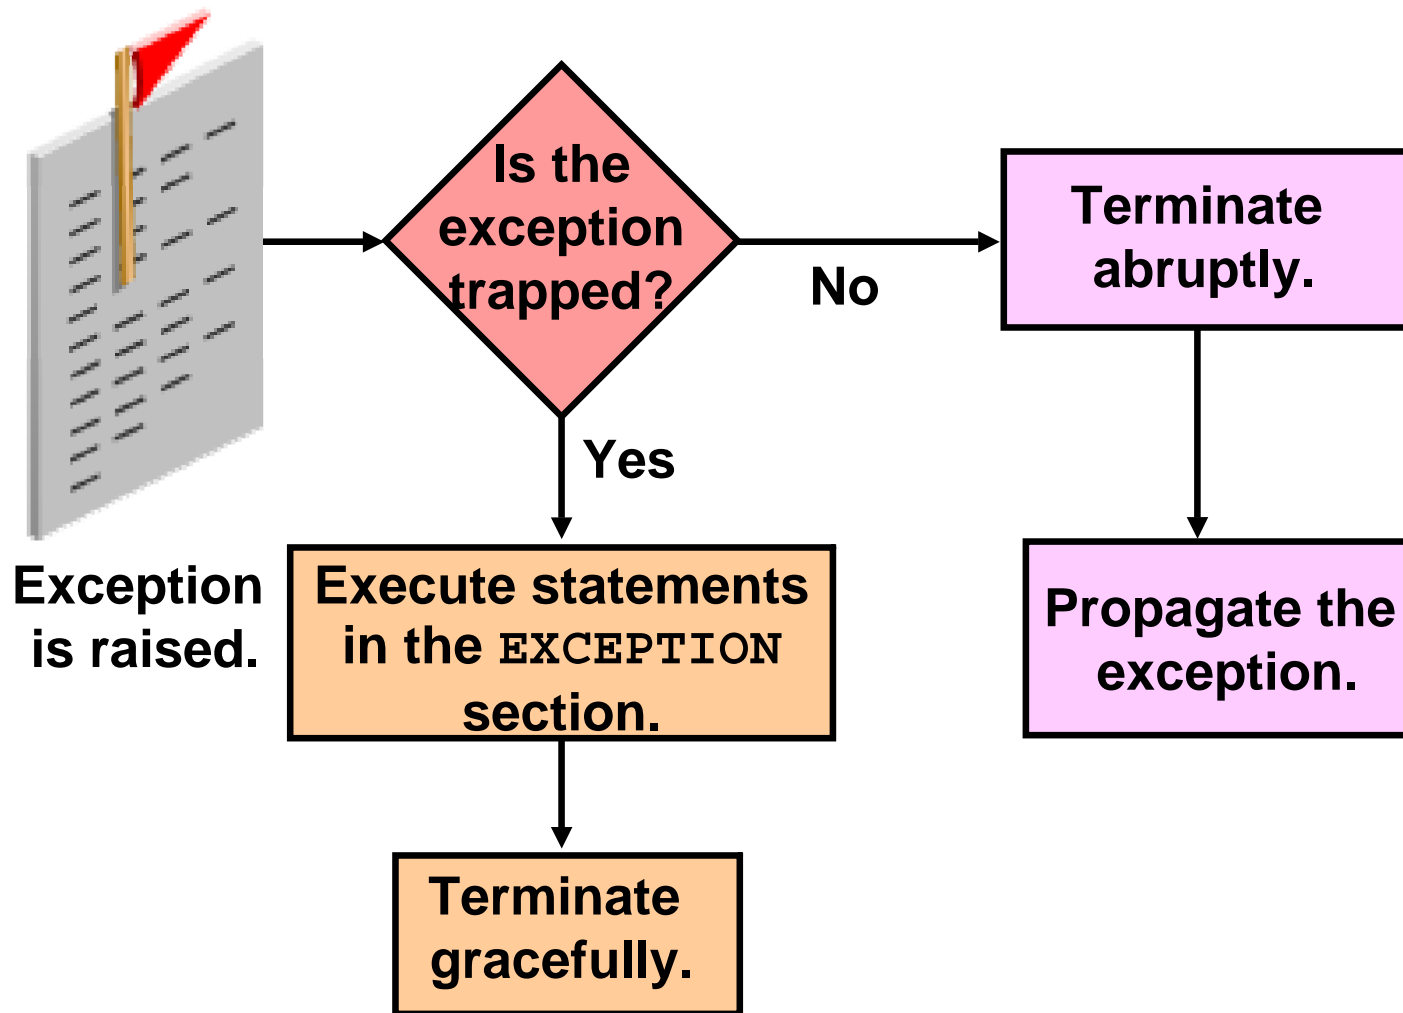 Exception
is raised.
Is the
exception
trapped?
No
Terminate
abruptly.
Propagate the
exception.
Yes
Execute statements
in the EXCEPTION
section.
Terminate
gracefully.